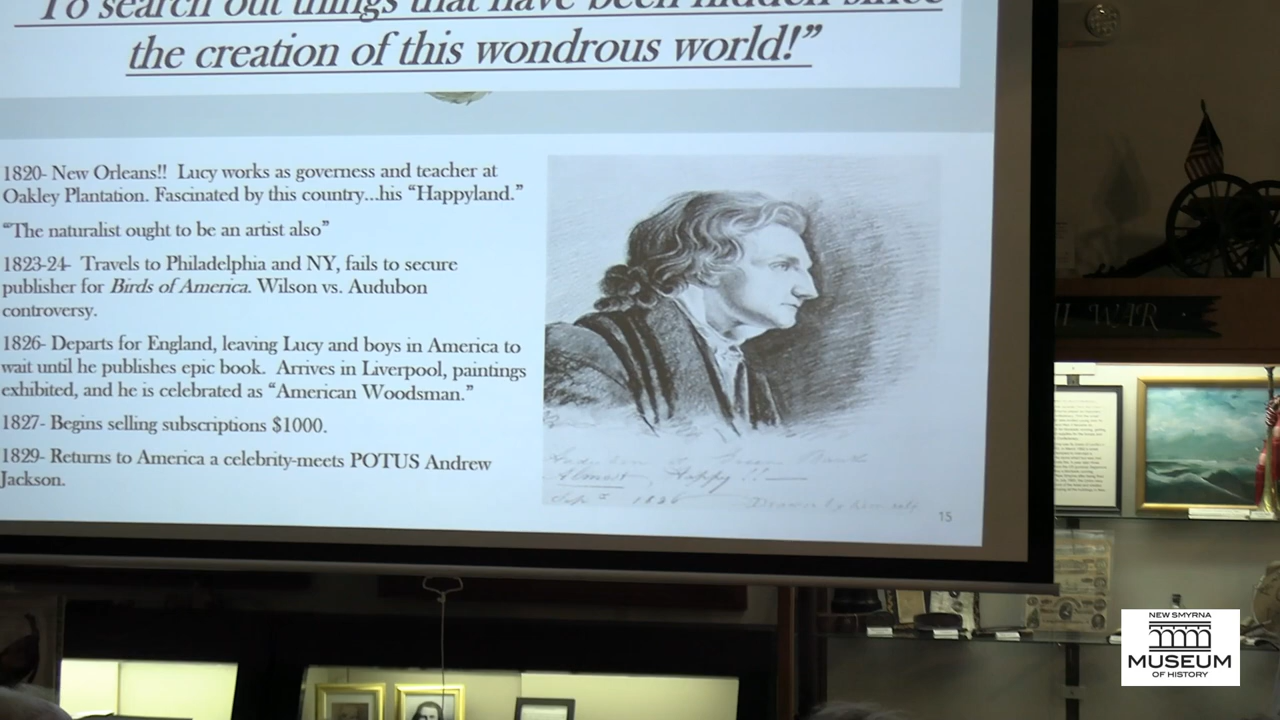 "To search out things that have been hidden since
the creation of this wondrous world!"
1820- New Orleans!! Lucy works as governess and teacher at
Oakley Plantation. Fascinated by this country...his "Happyland."
"The naturalist ought to be an artist also"
1823-24- Travels to Philadelphia and NY, fails to secure
publisher for Birds of America. Wilson vs. Audubon
controversy.
1826- Departs for England, leaving Lucy and boys in America to
wait until he publishes epic book. Arrives in Liverpool, paintings
exhibited, and he is celebrated as "American Woodsman."
1827- Begins selling subscriptions $1000.
1829- Returns to America a celebrity-meets POTUS Andrew
Jackson.
Almost Happy!!
1826
15
WAR
NEW SMYRNA
MUSEUM
OF HISTORY